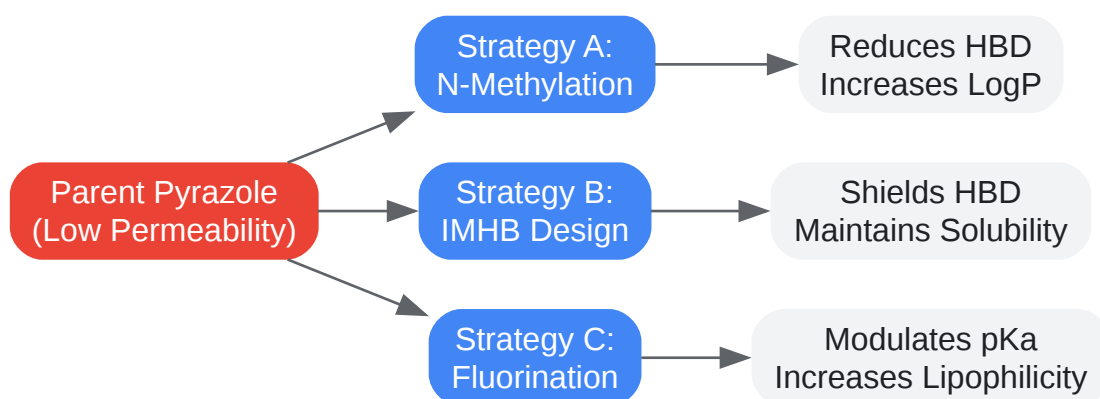 Strategy A:
N-Methylation
Reduces HBD
Increases LogP
Parent Pyrazole
(Low Permeability)
Strategy B:
IMHB Design
Shields HBD
Maintains Solubility
Strategy C:
Fluorination
Modulates pKa
Increases Lipophilicity